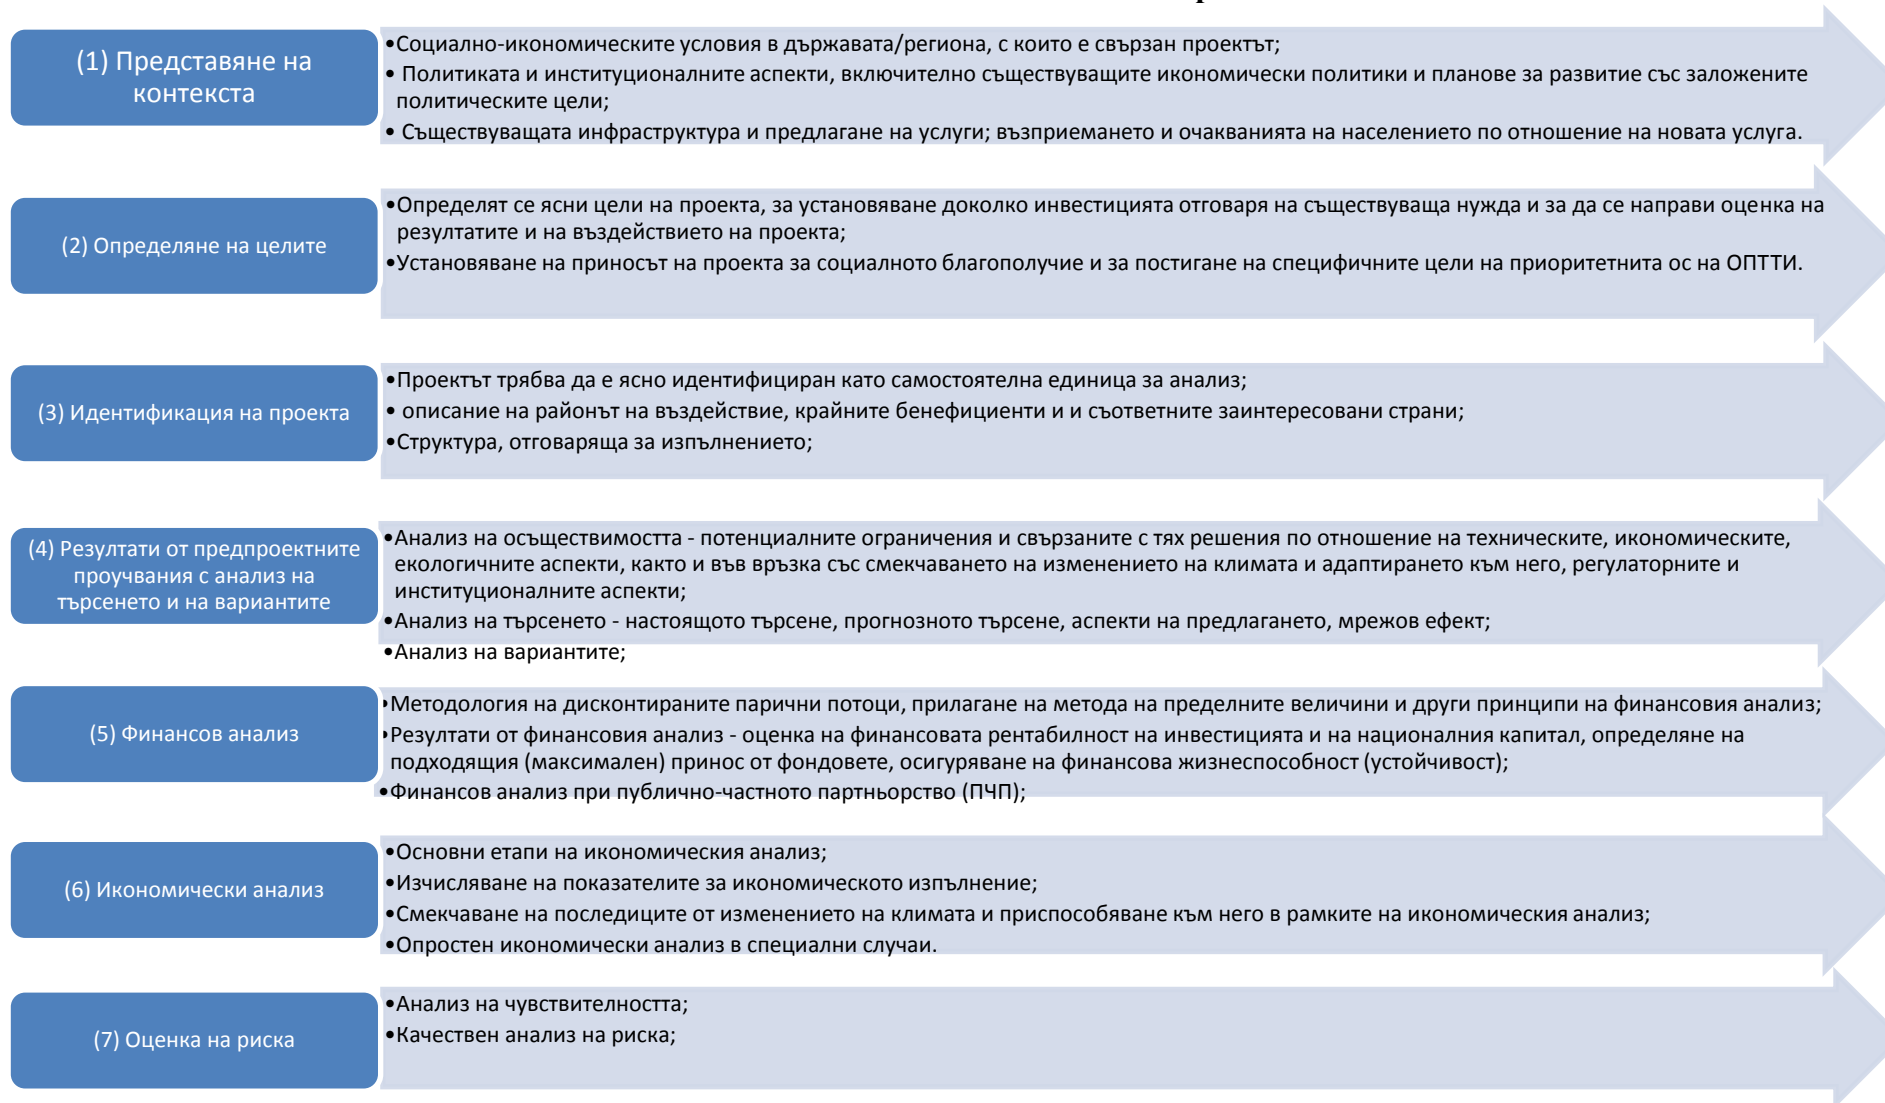 (1) Представяне на
контекста
•Социално-икономическите условия в държавата/региона, с които е свързан проектът;
• Политиката и институционалните аспекти, включително съществуващите икономически политики и планове за развитие със заложените
политическите цели;
• Съществуващата инфраструктура и предлагане на услуги; възприемането и очакванията на населението по отношение на новата услуга.
(2) Определяне на целите
•Определят се ясни цели на проекта, за установяване доколко инвестицията отговаря на съществуваща нужда и за да се направи оценка на
резултатите и на въздействието на проекта;
•Установяване на приносът на проекта за социалното благополучие и за постигане на специфичните цели на приоритетнита ос на ОПТТИ.
(3) Идентификация на проекта
•Проектът трябва да е ясно идентифициран като самостоятелна единица за анализ;
• описание на районът на въздействие, крайните бенефициенти и и съответните заинтересовани страни;
•Структура, отговаряща за изпълнението;
(4) Резултати от предпроектните
проучвания с анализ на
търсенето и на вариантите
•Анализ на осъществимостта - потенциалните ограничения и свързаните с тях решения по отношение на техническите, икономическите,
екологичните аспекти, както и във връзка със смекчаването на изменението на климата и адаптирането към него, регулаторните и
институционалните аспекти;
•Анализ на търсенето - настоящото търсене, прогнозното търсене, аспекти на предлагането, мрежов ефект;
•Анализ на вариантите;
(5) Финансов анализ
•Методология на дисконтираните парични потоци, прилагане на метода на пределните величини и други принципи на финансовия анализ;
•Резултати от финансовия анализ - оценка на финансовата рентабилност на инвестицията и на националния капитал, определяне на
подходящия (максимален) принос от фондовете, осигуряване на финансова жизнеспособност (устойчивост);
•Финансов анализ при публично-частното партньорство (ПЧП);
(6) Икономически анализ
•Основни етапи на икономическия анализ;
•Изчисляване на показателите за икономическото изпълнение;
•Смекчаване на последиците от изменението на климата и приспособяване към него в рамките на икономическия анализ;
•Опростен икономически анализ в специални случаи.
(7) Оценка на риска
•Анализ на чувствителността;
•Качествен анализ на риска;